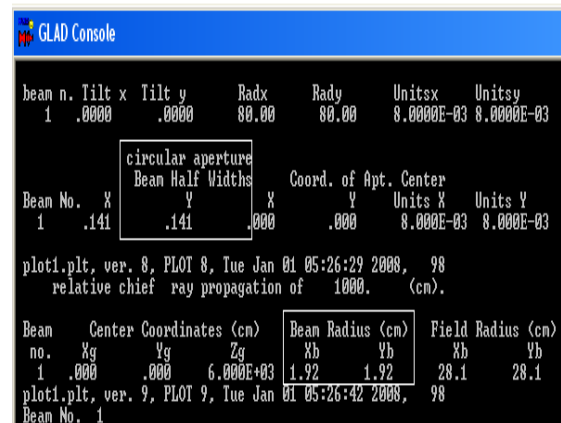 GLAD Console
beam n. Tilt x Tilt y Radx Rady Unitsx Unitsy
1 .0000 .0000 80.00 80.00 8.0000E-03 8.0000E-03
circular aperture
Beam Half Widths Coord. of Apt. Center
Beam No. X Y X Y Units X Units Y
1 .141 .141 .000 .000 8.000E-03 8.000E-03
plot1.plt, ver. 8, PLOT 8, Tue Jan 01 05:26:29 2008, 98
relative chief ray propagation of 1000. (cm).
Beam Center Coordinates (cm) Beam Radius (cm) Field Radius (cm)
no. Xg Yg Zg Xb Yb Xb Yb
1 .000 .000 6.000E+03 1.92 1.92 28.1 28.1
plot1.plt, ver. 9, PLOT 9, Tue Jan 01 05:26:42 2008, 98
Beam No. 1